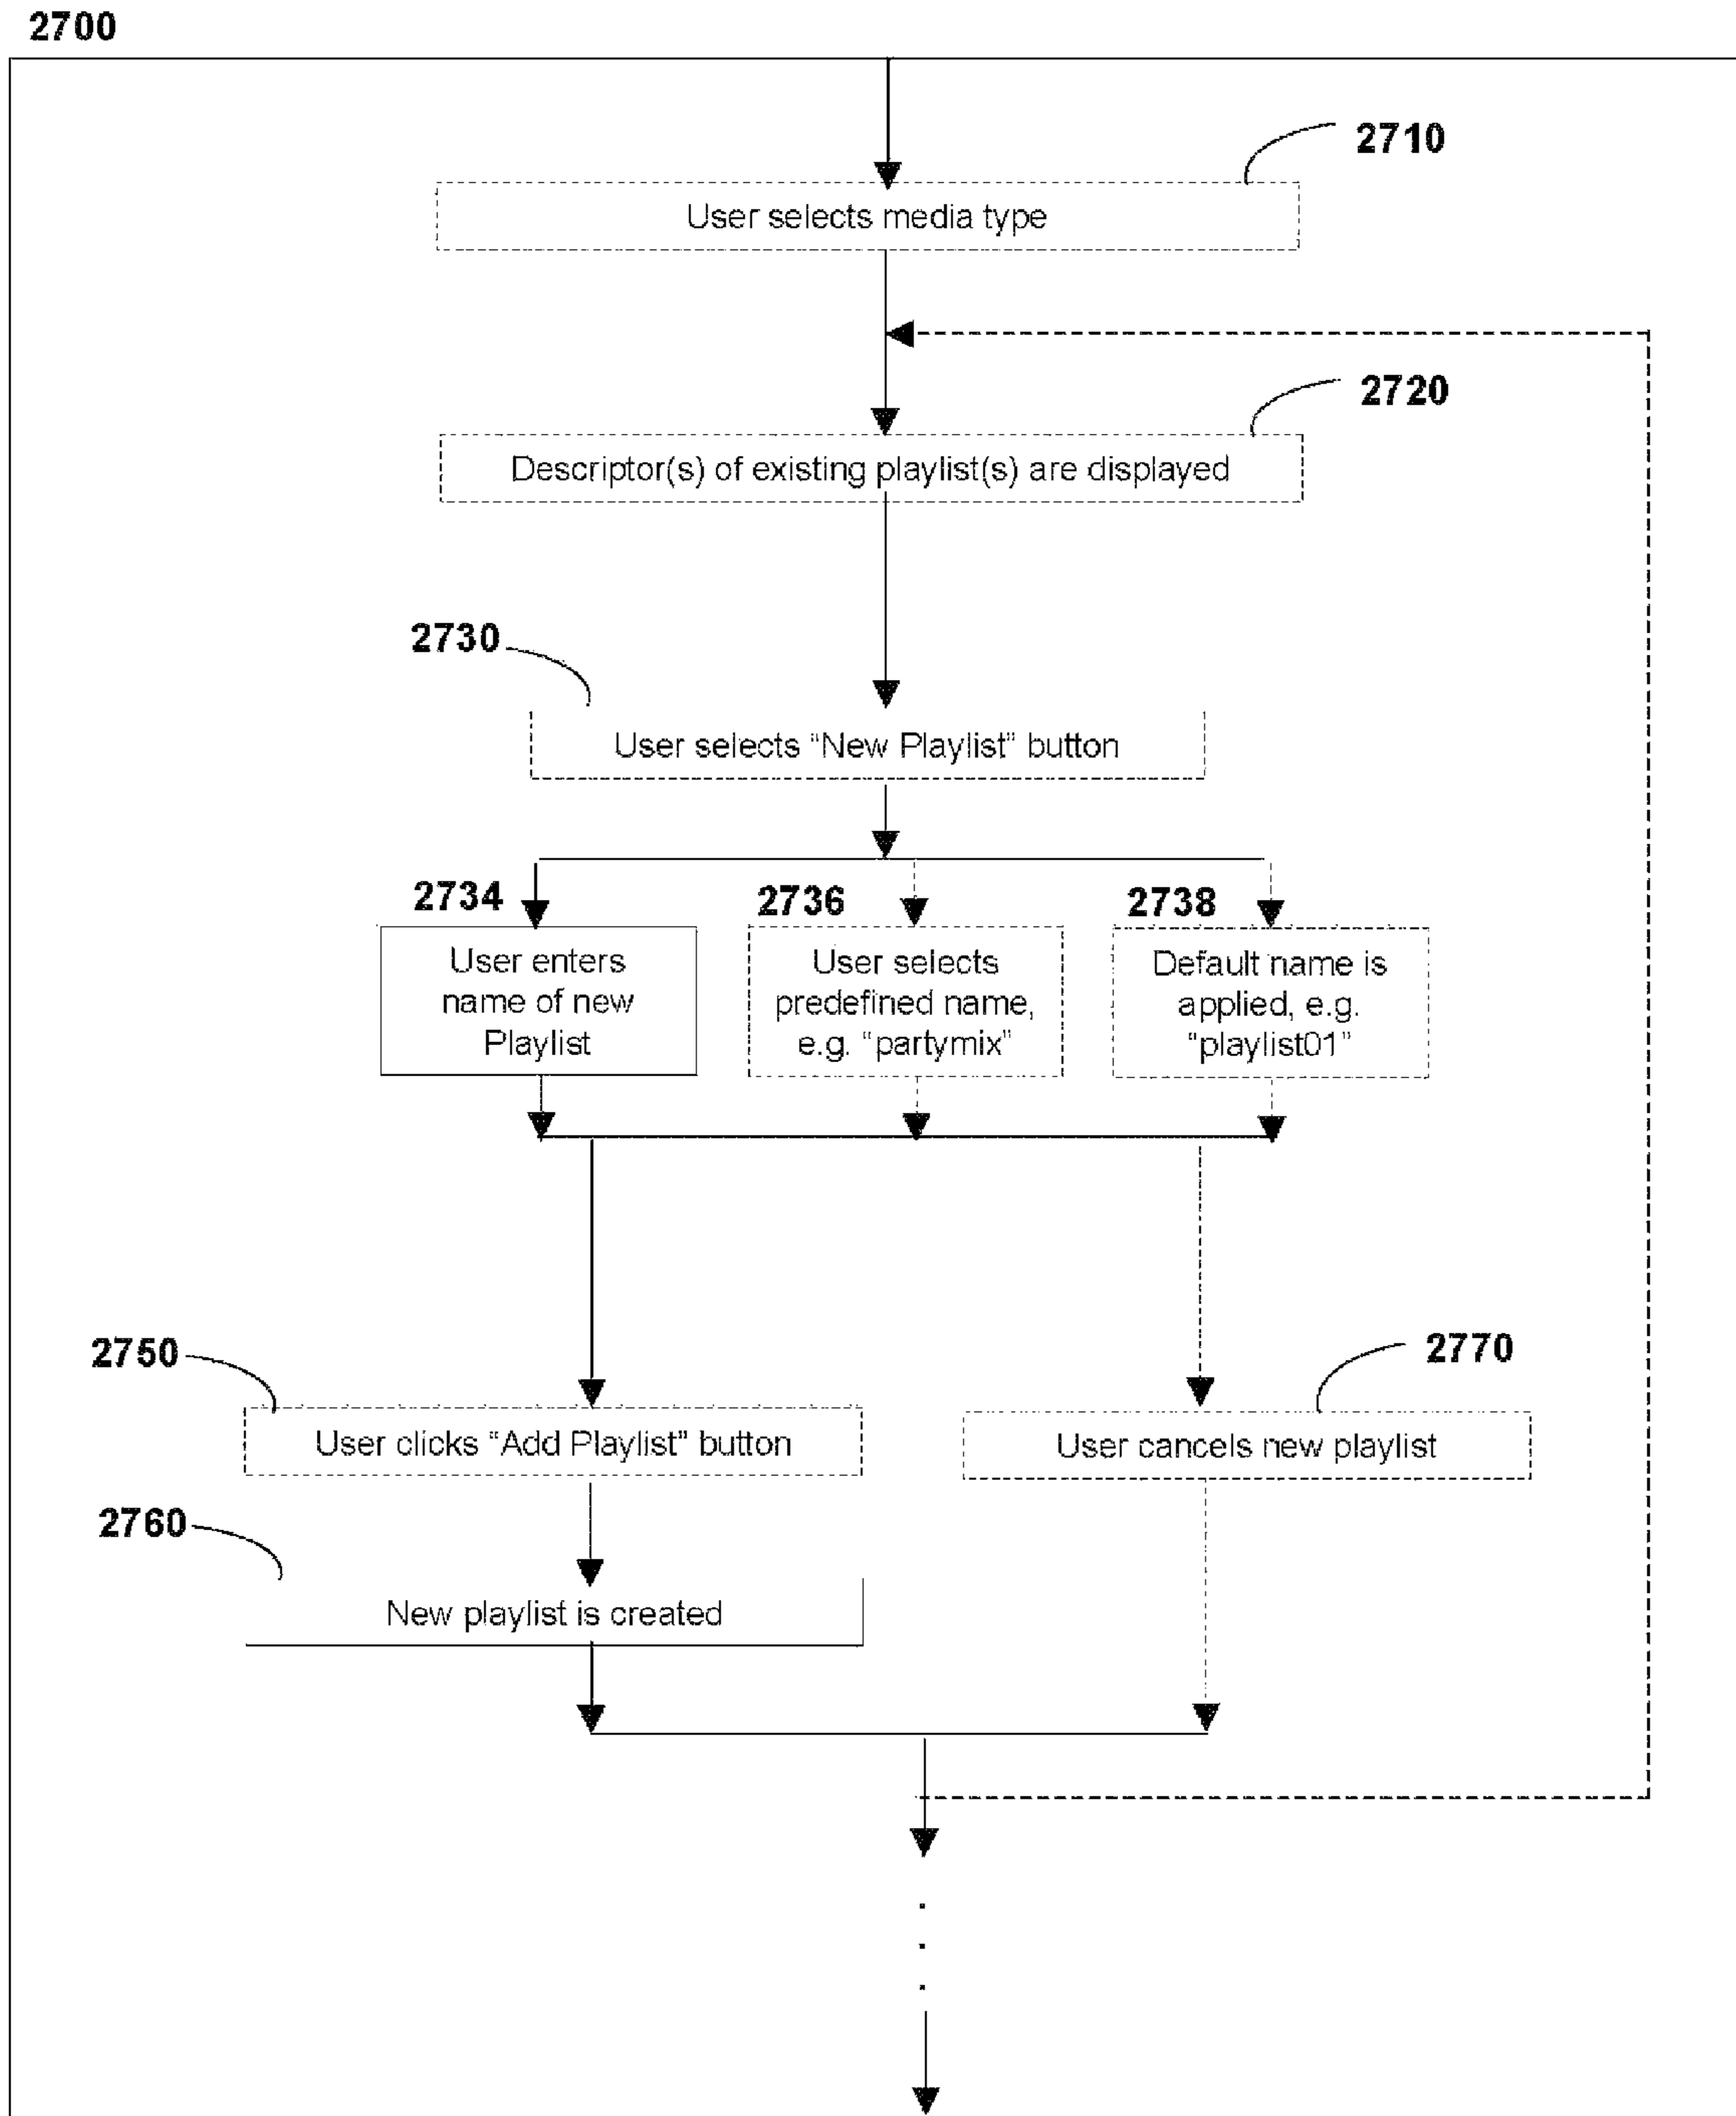 2700
2710
User selects media type
2720
Descriptor(s) of existing playlist(s) are displayed
2730
User selects “New Playlist” button
2734
2736
2738
User enters
name of new
Playlist
User selects
predefined name,
e.g. “partymix”
Default name is
applied, e.g.
“playlist01”
2750
2770
User clicks “Add Playlist” button
User cancels new playlist
2760
New playlist is created